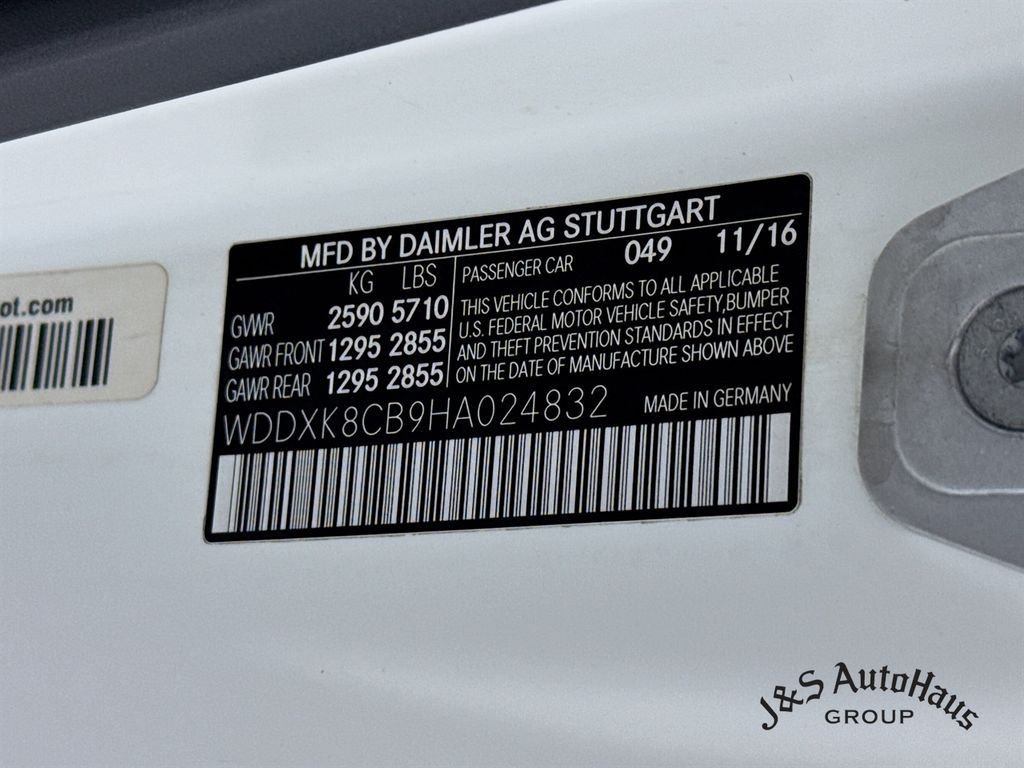 MFD BY DAIMLER AG STUTTGART
KG LBS
GVWR 2590 5710
GAWR FRONT 1295 2855
GAWR REAR 1295 2855
PASSENGER CAR 049 11/16
THIS VEHICLE CONFORMS TO ALL APPLICABLE
U.S. FEDERAL MOTOR VEHICLE SAFETY, BUMPER
AND THEFT PREVENTION STANDARDS IN EFFECT
ON THE DATE OF MANUFACTURE SHOWN ABOVE
WDDXK8CB9HA024832 MADE IN GERMANY
ot.com
J&S AutoHaus
GROUP